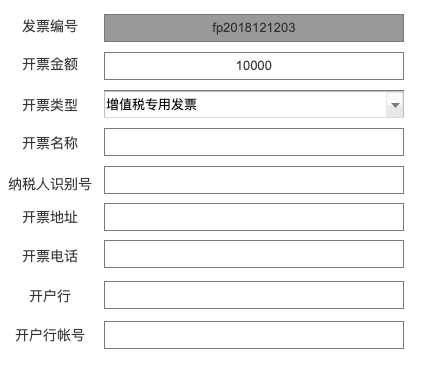 发票编号 fp2018121203
开票金额 10000
开票类型 增值税专用发票
开票名称
纳税人识别号
开票地址
开票电话
开户行
开户行帐号